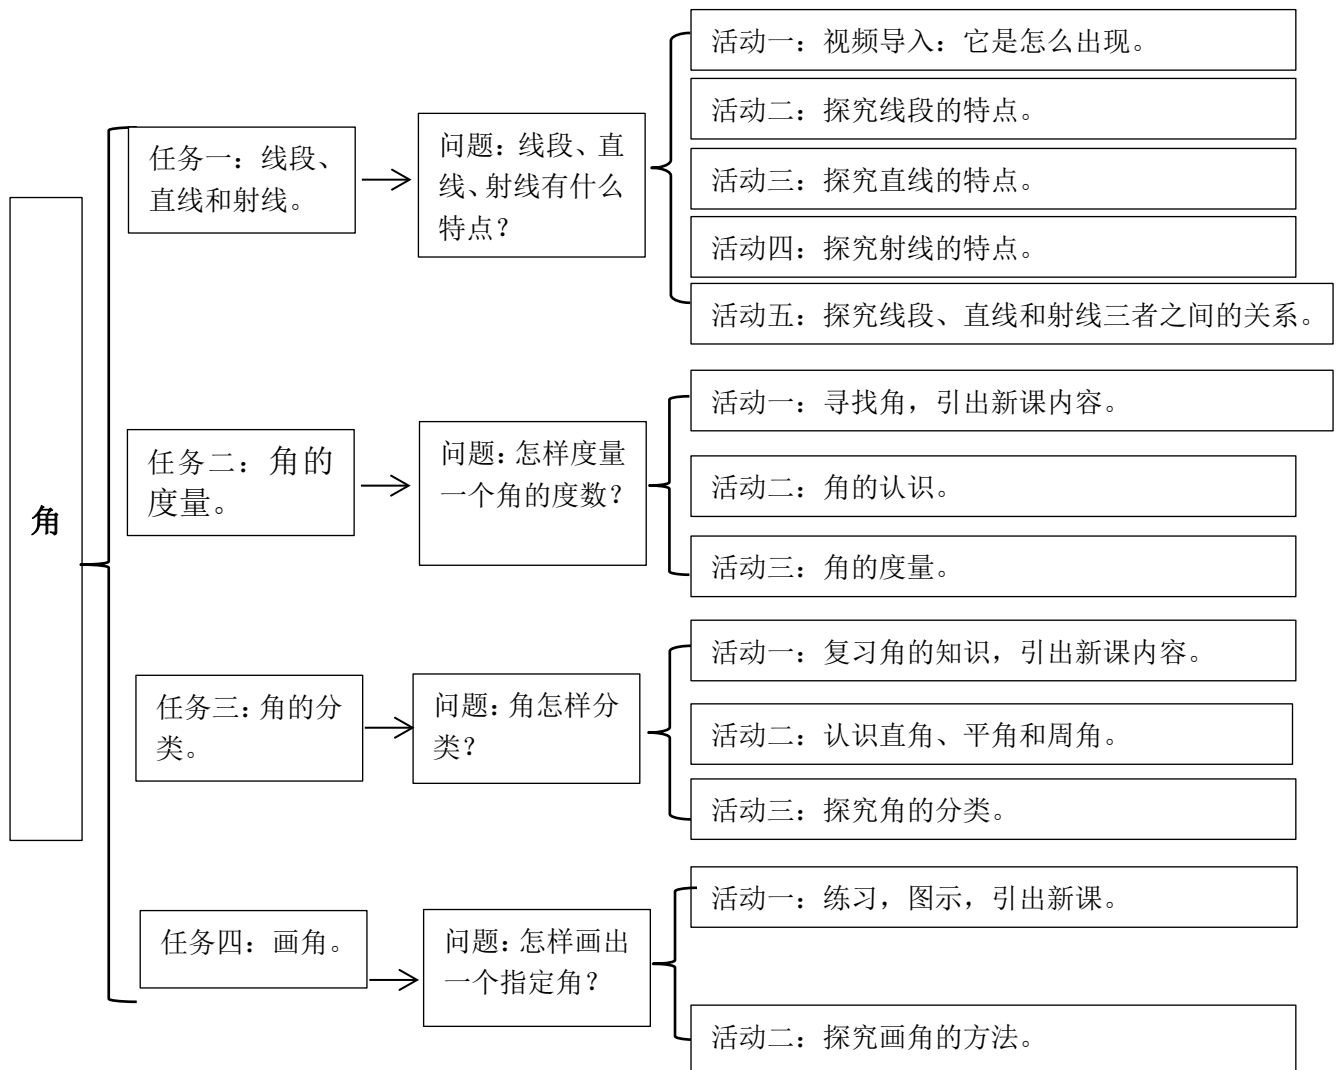 角
任务一：线段、
直线和射线。
问题：线段、直
线、射线有什么
特点？
活动一：视频导入：它是怎么出现。
活动二：探究线段的特点。
活动三：探究直线的特点。
活动四：探究射线的特点。
活动五：探究线段、直线和射线三者之间的关系。
任务二：角的
度量。
问题：怎样度量
一个角的度数？
活动一：寻找角，引出新课内容。
活动二：角的认识。
活动三：角的度量。
任务三：角的分
类。
问题：角怎样分
类？
活动一：复习角的知识，引出新课内容。
活动二：认识直角、平角和周角。
活动三：探究角的分类。
任务四：画角。
问题：怎样画出
一个指定角？
活动一：练习，图示，引出新课。
活动二：探究画角的方法。